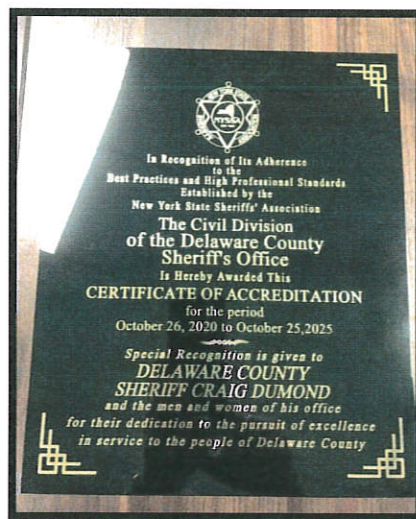 NEW YORK STATE
NYSSA
In Recognition of Its Adherence
to the
Best Practices and High Professional Standards
Established by the
New York State Sheriffs' Association
The Civil Division
of the Delaware County
Sheriff's Office
Is Hereby Awarded This
CERTIFICATE OF ACCREDITATION
for the period
October 26, 2020 to October 25,2025
Special Recognition is given to
DELAWARE COUNTY
SHERIFF CRAIG DUMOND
and the men and women of his office
for their dedication to the pursuit of excellence
in service to the people of Delaware County